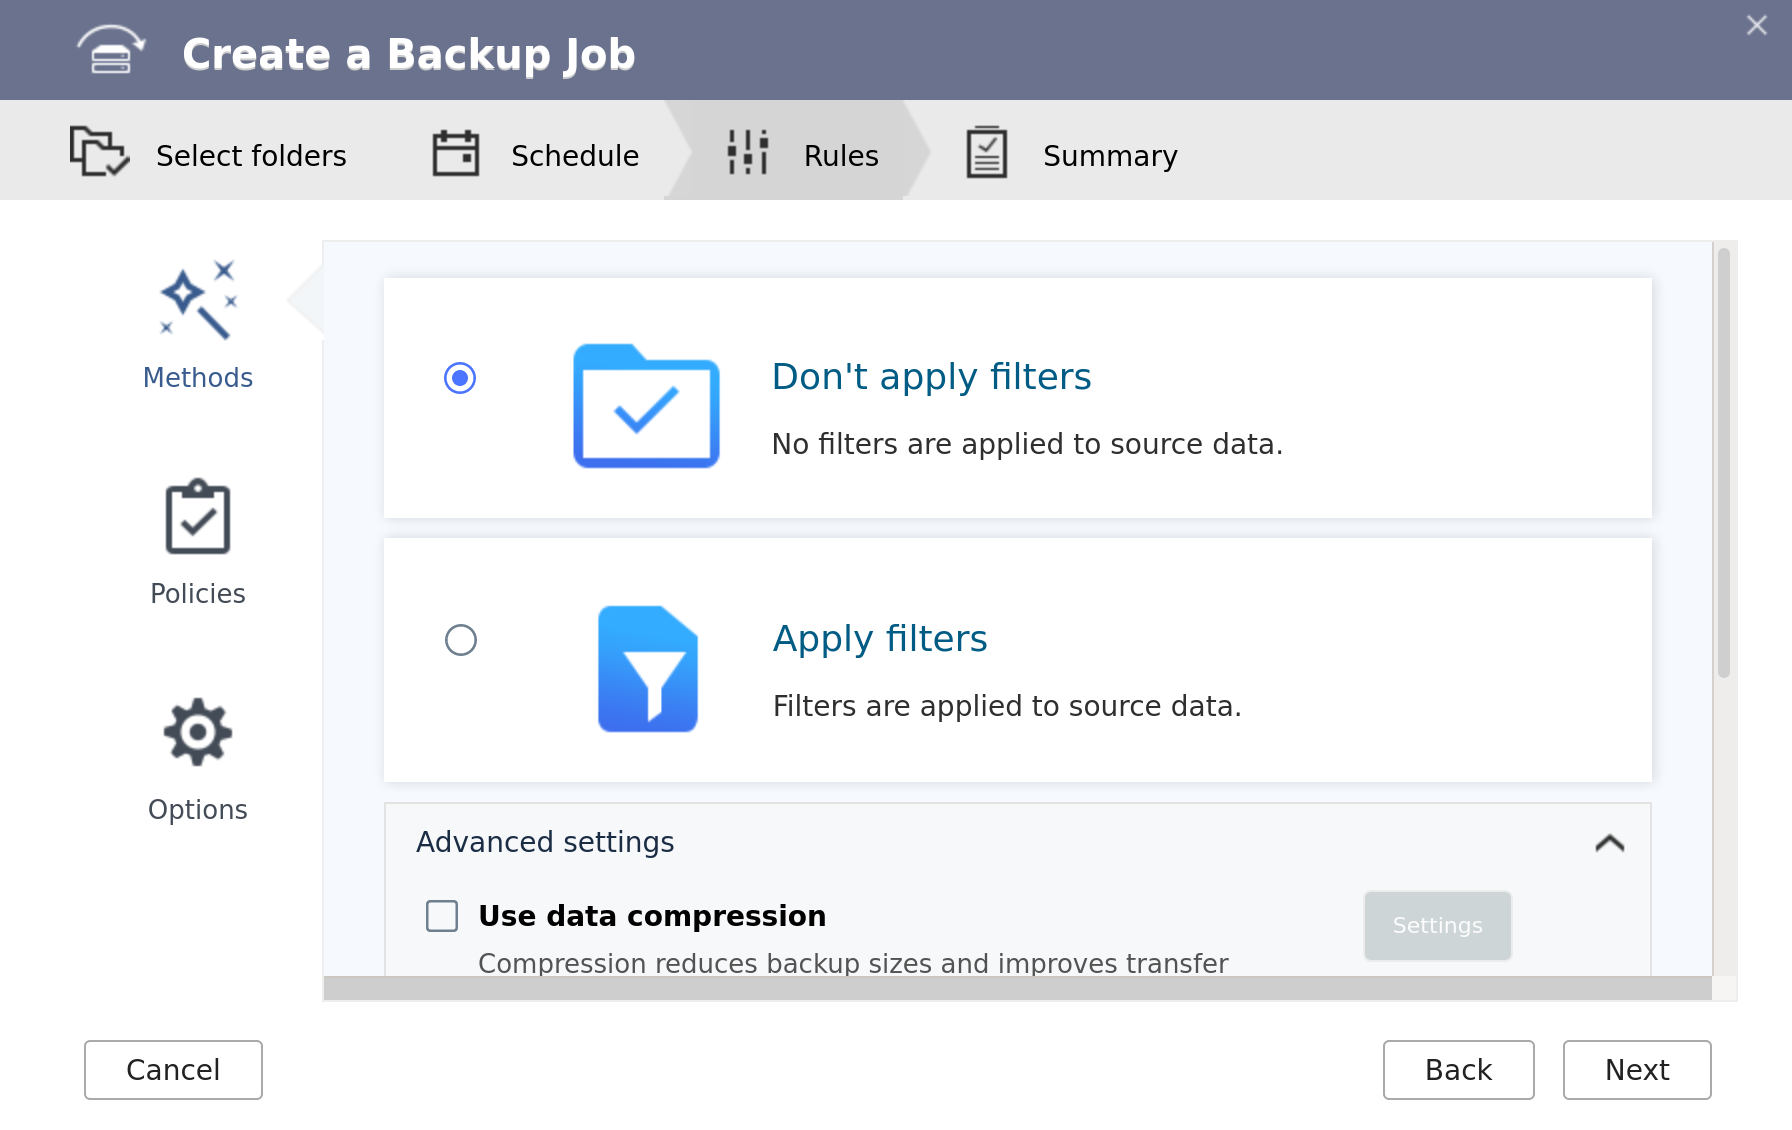 Create a Backup Job
Select folders
Schedule
Rules
Summary
Methods
Policies
Options
Don't apply filters
No filters are applied to source data.
Apply filters
Filters are applied to source data.
Advanced settings
Use data compression
Settings
Compression reduces backup sizes and improves transfer
Cancel
Back
Next